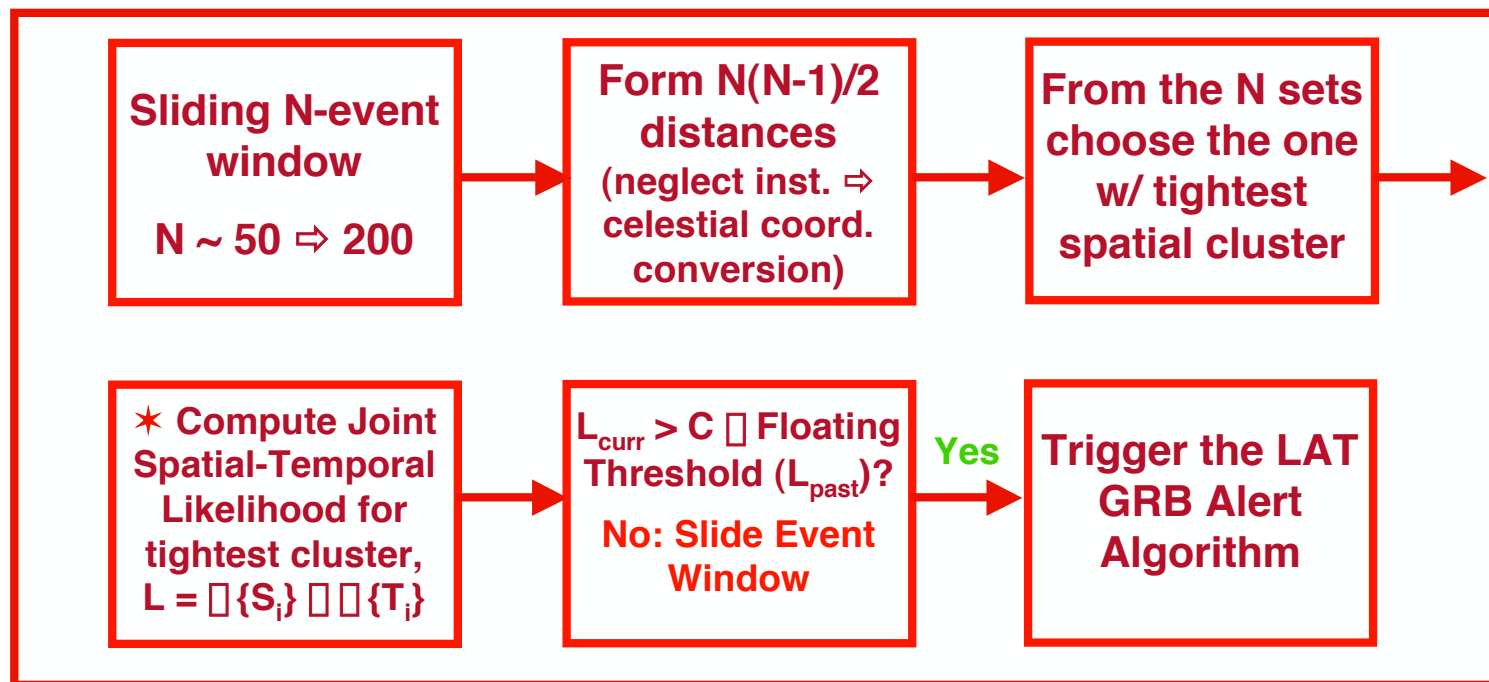 Sliding N-event
window
N ~ 50 ⇨ 200
Form N(N-1)/2
distances
(neglect inst. ⇨
celestial coord.
conversion)
From the N sets
choose the one
w/ tightest
spatial cluster
✶ Compute Joint
Spatial-Temporal
Likelihood for
tightest cluster,
L = ▯{Sᵢ} ▯ ▯{Tᵢ}
L_curr > C ▯ Floating
Threshold (L_past)?
No: Slide Event
Window
Yes
Trigger the LAT
GRB Alert
Algorithm